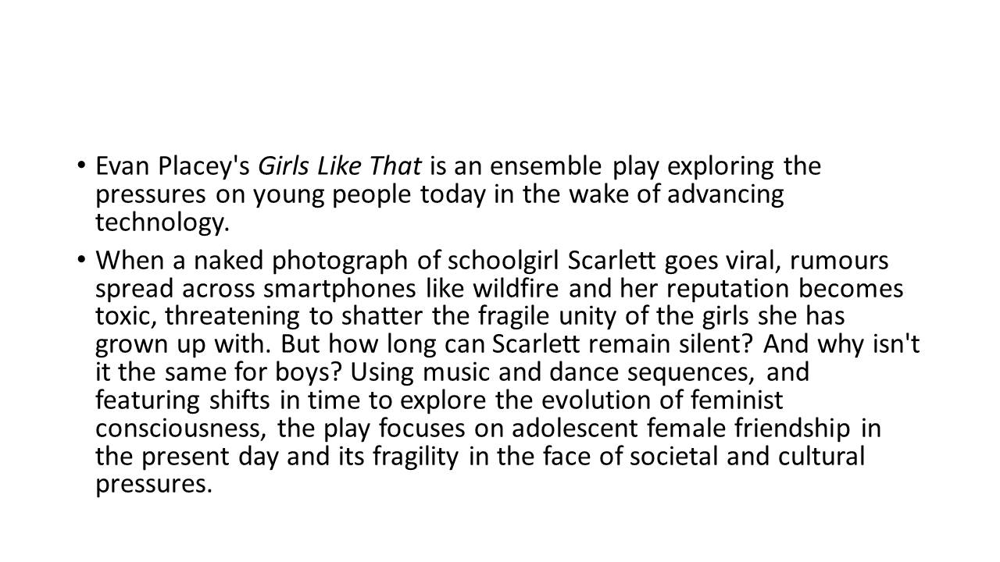 • Evan Placey's Girls Like That is an ensemble play exploring the
pressures on young people today in the wake of advancing
technology.
• When a naked photograph of schoolgirl Scarlett goes viral, rumours
spread across smartphones like wildfire and her reputation becomes
toxic, threatening to shatter the fragile unity of the girls she has
grown up with. But how long can Scarlett remain silent? And why isn't
it the same for boys? Using music and dance sequences, and
featuring shifts in time to explore the evolution of feminist
consciousness, the play focuses on adolescent female friendship in
the present day and its fragility in the face of societal and cultural
pressures.